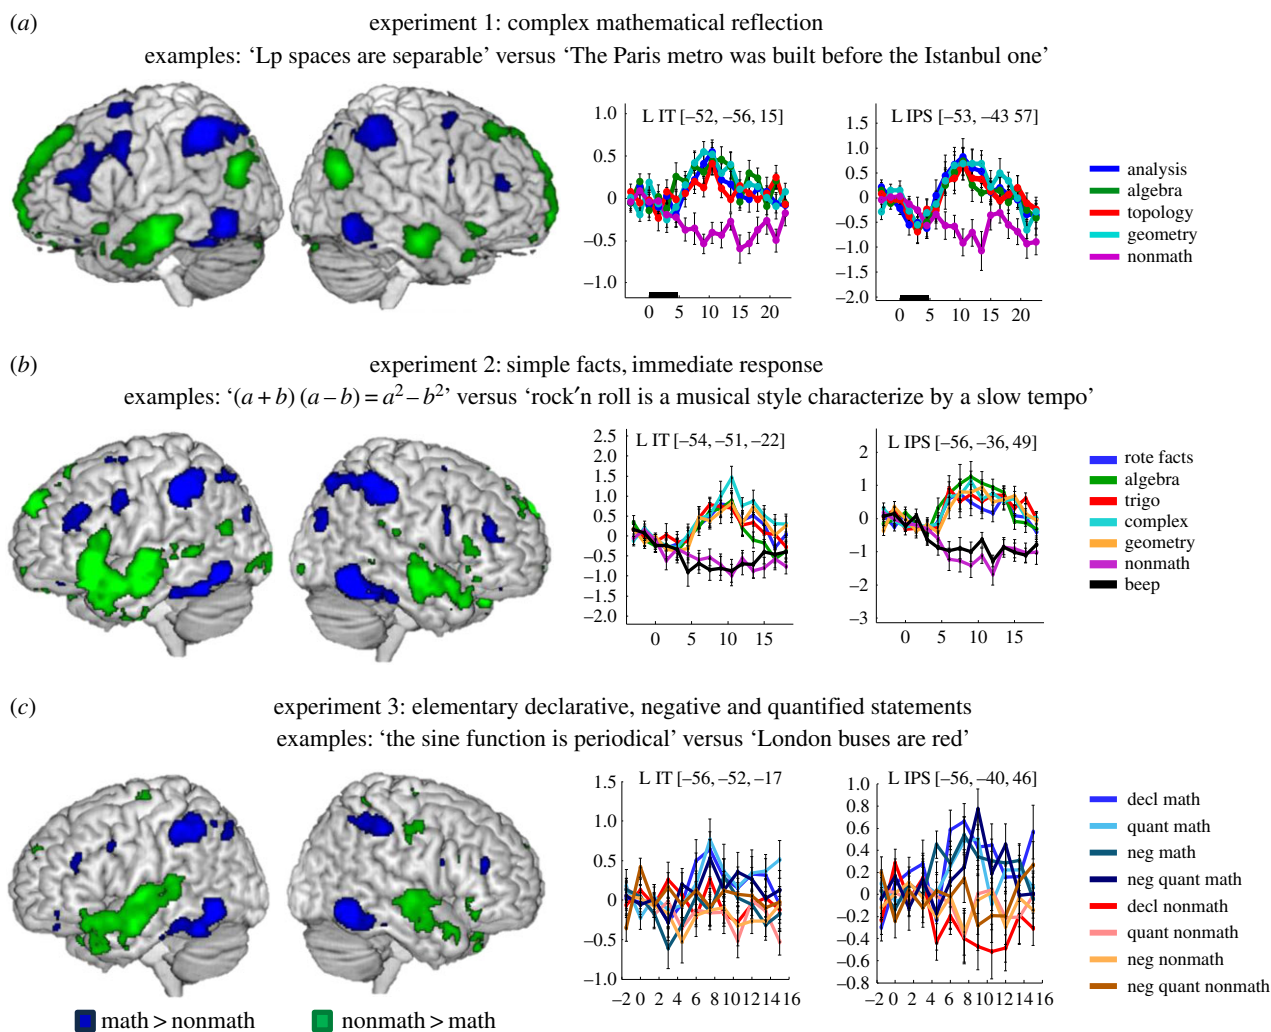 (a) experiment 1: complex mathematical reflection
examples: ‘Lp spaces are separable’ versus ‘The Paris metro was built before the Istanbul one’
L IT [–52, –56, 15]
1.0
0.5
0
–0.5
–1.0
0 5 10 15 20
L IPS [–53, –43 57]
1.5
1.0
0.5
0
–0.5
–1.0
–2.0
0 5 10 15 20
analysis
algebra
topology
geometry
nonmath
(b) experiment 2: simple facts, immediate response
examples: ‘(a + b) (a – b) = a² – b²’ versus ‘rock′n roll is a musical style characterize by a slow tempo’
L IT [–54, –51, –22]
2.5
2.0
1.5
1.0
0.5
0
–0.5
–1.0
–1.5
–2.0
0 5 10 15
L IPS [–56, –36, 49]
2
1
0
–1
–2
–3
0 5 10 15
rote facts
algebra
trigo
complex
geometry
nonmath
beep
(c) experiment 3: elementary declarative, negative and quantified statements
examples: ‘the sine function is periodical’ versus ‘London buses are red’
L IT [–56, –52, –17
1.5
1.0
0.5
0
–0.5
–1.0
–2 0 2 4 6 8 10 12 14 16
L IPS [–56, –40, 46]
1.0
0.8
0.6
0.4
0.2
0
–0.2
–0.4
–0.6
–0.8
–2 0 2 4 6 8 10 12 14 16
decl math
quant math
neg math
neg quant math
decl nonmath
quant nonmath
neg nonmath
neg quant nonmath
math > nonmath
nonmath > math